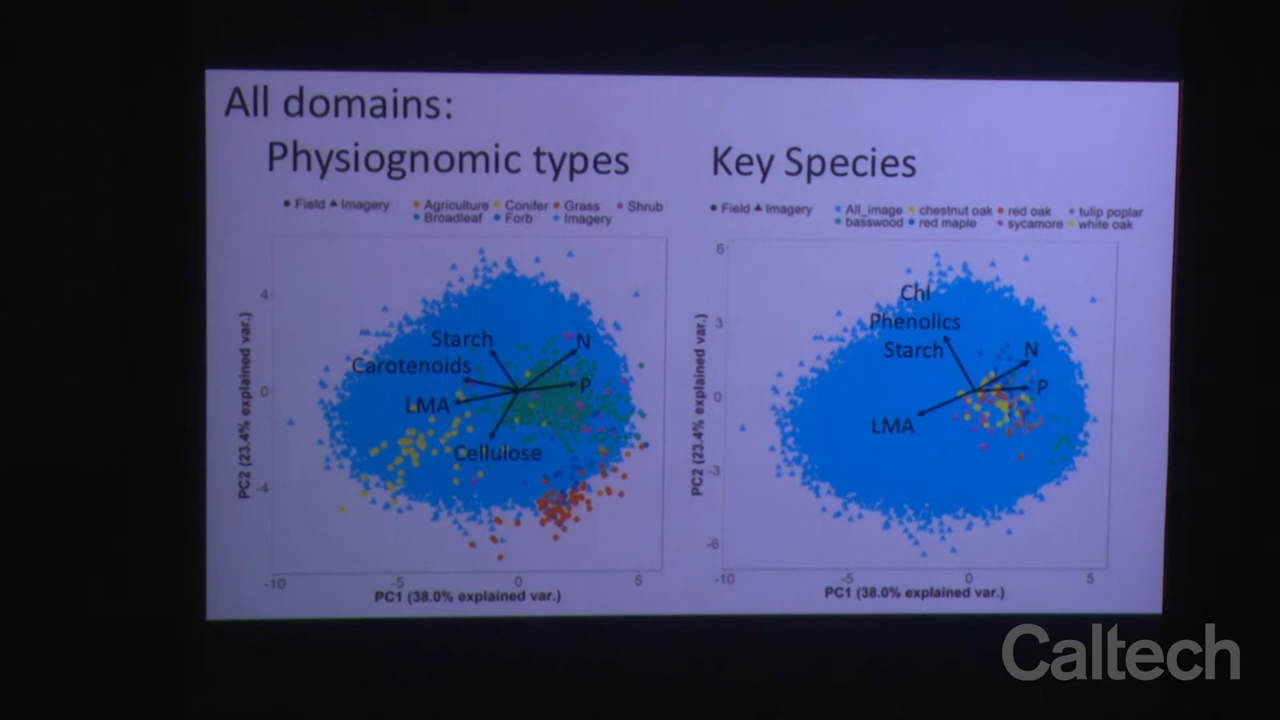 All domains:
Physiognomic types
Field Imagery
Agriculture Conifer Grass Shrub
Broadleaf Forb Imagery
4
0
-4
PC2 (23.4% explained var.)
Starch
Carotenoids
LMA
N
P
Cellulose
-10 -5 0 5
PC1 (38.0% explained var.)
Key Species
Field Imagery
All_image chestnut oak red oak tulip poplar
basswood red maple sycamore white oak
6
3
0
-3
-6
PC2 (23.4% explained var.)
Chl
Phenolics
Starch
N
P
LMA
-10 -5 0 5
PC1 (38.0% explained var.)
Caltech